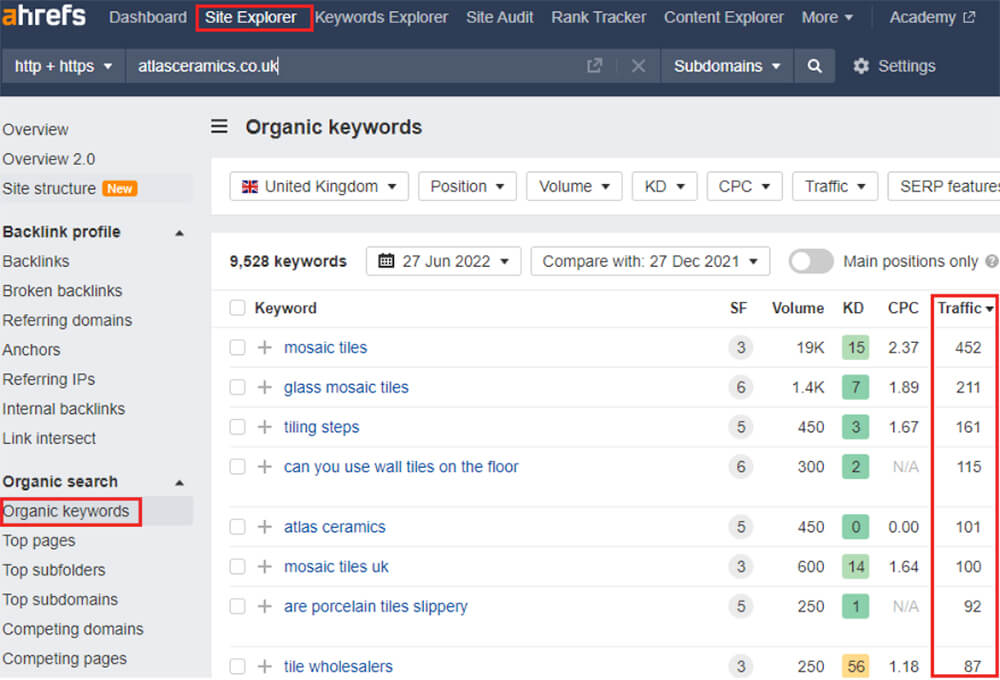 ahrefs Dashboard Site Explorer Keywords Explorer Site Audit Rank Tracker Content Explorer More Academy
http + https atlasceramics.co.uk Subdomains Settings
Overview
Overview 2.0
Site structure New
Backlink profile
Backlinks
Broken backlinks
Referring domains
Anchors
Referring IPs
Internal backlinks
Link intersect
Organic search
Organic keywords
Top pages
Top subfolders
Top subdomains
Competing domains
Competing pages
Organic keywords
United Kingdom Position Volume KD CPC Traffic SERP features
9,528 keywords 27 Jun 2022 Compare with: 27 Dec 2021 Main positions only ?
Keyword SF Volume KD CPC Traffic
mosaic tiles 3 19K 15 2.37 452
glass mosaic tiles 6 1.4K 7 1.89 211
tiling steps 5 450 3 1.67 161
can you use wall tiles on the floor 6 300 2 N/A 115
atlas ceramics 5 450 0 0.00 101
mosaic tiles uk 3 600 14 1.64 100
are porcelain tiles slippery 5 250 1 N/A 92
tile wholesalers 3 250 56 1.18 87